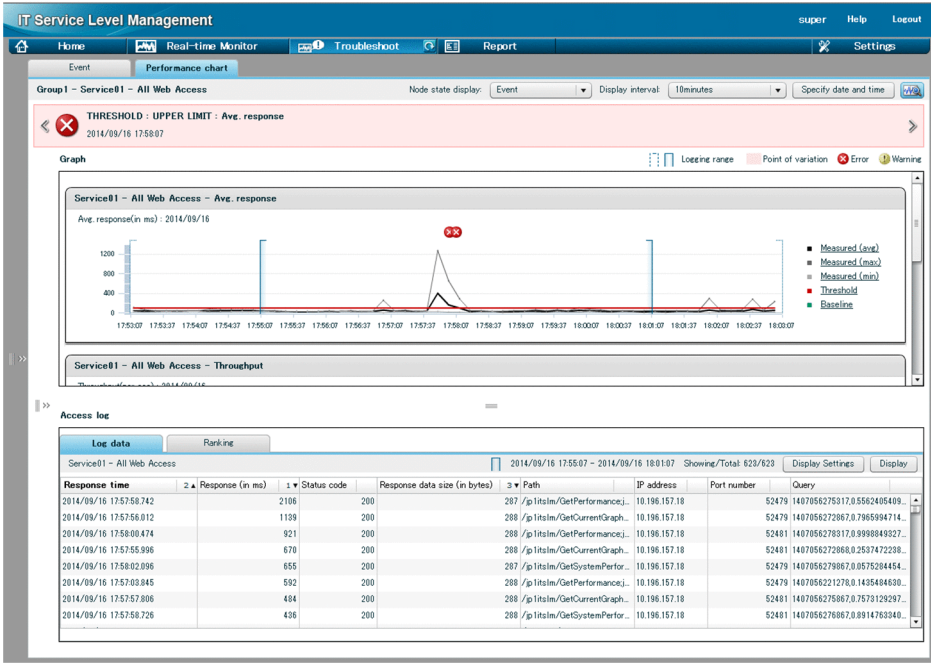 IT Service Level Management super Help Logout
Home Real-time Monitor Troubleshoot Report Settings
Event Performance chart
Group1 - Service01 - All Web Access Node state display: Event Display interval: 10minutes Specify date and time
THRESHOLD : UPPER LIMIT : Avg. response
2014/09/16 17:58:07
Graph Logging range Point of variation Error Warning
Service01 - All Web Access - Avg. response
Avg. response(in ms) : 2014/09/16
1200
800
400
0
Measured (avg)
Measured (max)
Measured (min)
Threshold
Baseline
17:53:07 17:53:37 17:54:07 17:54:37 17:55:07 17:55:37 17:56:07 17:56:37 17:57:07 17:57:37 17:58:07 17:58:37 17:59:07 17:59:37 18:00:07 18:00:37 18:01:07 18:01:37 18:02:07 18:02:37 18:03:07
Service01 - All Web Access - Throughput
Access log
Log data Ranking
Service01 - All Web Access 2014/09/16 17:55:07 - 2014/09/16 18:01:07 Showing/Total: 623/623 Display Settings Display
Response time 2 ▲ Response (in ms) 1 ▼ Status code Response data size (in bytes) 3 ▼ Path IP address Port number Query
2014/09/16 17:57:58.742 2106 200 287 /jp1itslm/GetPerformance;j... 10.196.157.18 52479 1407056275317,0.5562405409...
2014/09/16 17:57:56.012 1139 200 288 /jp1itslm/GetCurrentGraph... 10.196.157.18 52479 1407056272867,0.7965994714...
2014/09/16 17:58:00.474 921 200 288 /jp1itslm/GetPerformance;j... 10.196.157.18 52481 1407056278317,0.9998849327...
2014/09/16 17:57:55.996 670 200 288 /jp1itslm/GetCurrentGraph... 10.196.157.18 52481 1407056272868,0.2537472238...
2014/09/16 17:58:02.096 655 200 287 /jp1itslm/GetSystemPerfor... 10.196.157.18 52479 1407056279867,0.0575284454...
2014/09/16 17:57:03.845 592 200 288 /jp1itslm/GetPerformance;j... 10.196.157.18 52479 1407056221278,0.1435484630...
2014/09/16 17:57:57.806 484 200 288 /jp1itslm/GetCurrentGraph... 10.196.157.18 52481 1407056275867,0.7573129297...
2014/09/16 17:57:58.726 436 200 288 /jp1itslm/GetSystemPerfor... 10.196.157.18 52481 1407056276867,0.8914763340...